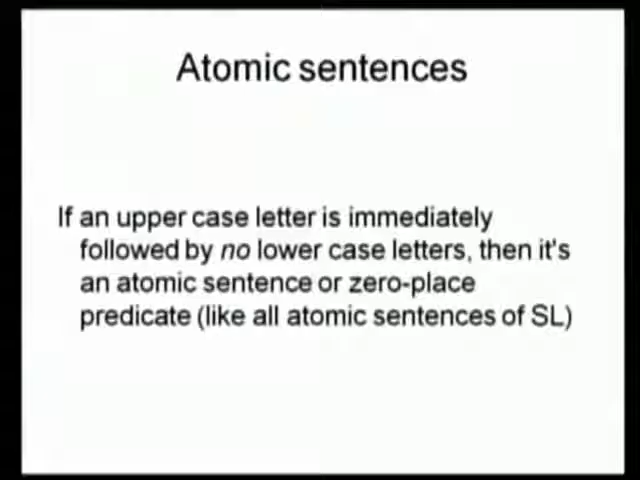 Atomic sentences
If an upper case letter is immediately
followed by no lower case letters, then it's
an atomic sentence or zero-place
predicate (like all atomic sentences of SL)